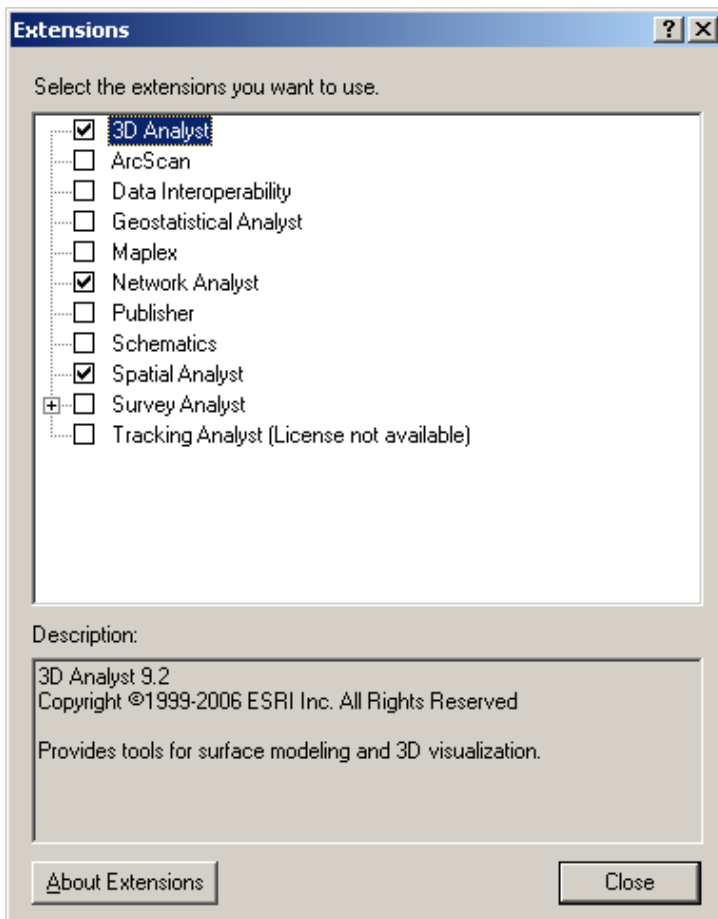 Extensions
Select the extensions you want to use.
3D Analyst
ArcScan
Data Interoperability
Geostatistical Analyst
Maplex
Network Analyst
Publisher
Schematics
Spatial Analyst
Survey Analyst
Tracking Analyst (License not available)
Description:
3D Analyst 9.2
Copyright ©1999-2006 ESRI Inc. All Rights Reserved
Provides tools for surface modeling and 3D visualization.
About Extensions
Close